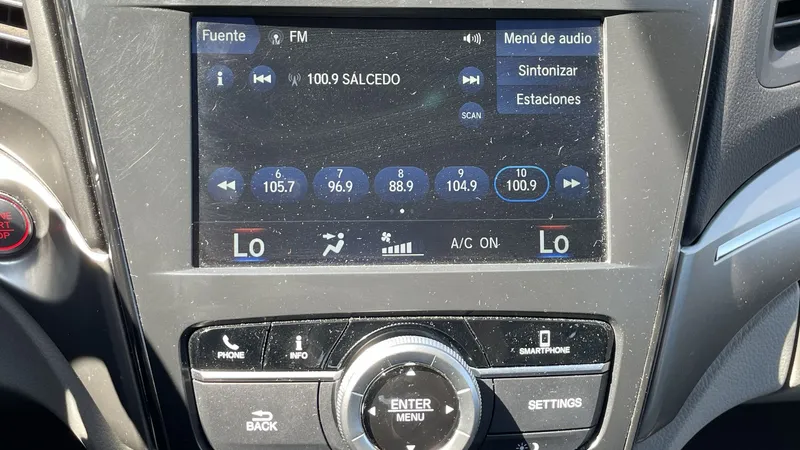 Fuente
FM
Menú de audio
100.9 SÁLCEDO
Sintonizar
Estaciones
SCAN
6
105.7
7
96.9
8
88.9
9
104.9
10
100.9
Lo
A/C ON
Lo
PHONE
INFO
SMARTPHONE
BACK
ENTER
MENU
SETTINGS